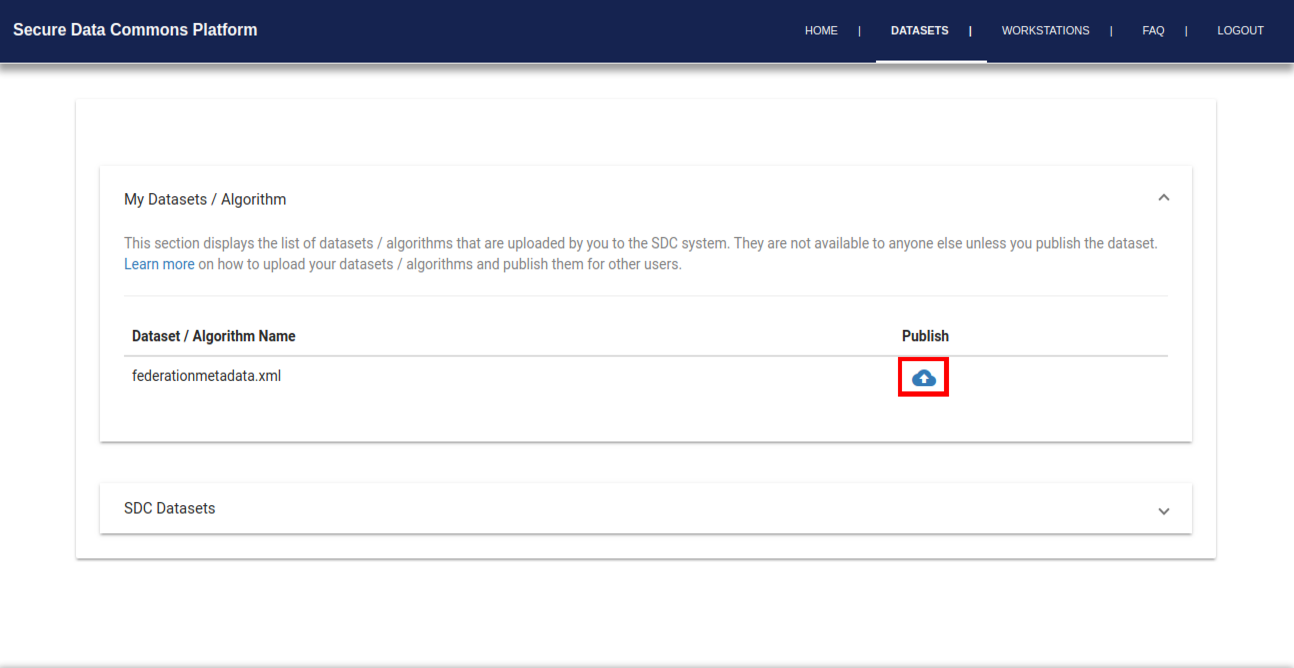 Secure Data Commons Platform
HOME | DATASETS | WORKSTATIONS | FAQ | LOGOUT
My Datasets / Algorithm
This section displays the list of datasets / algorithms that are uploaded by you to the SDC system. They are not available to anyone else unless you publish the dataset.
Learn more on how to upload your datasets / algorithms and publish them for other users.
Dataset / Algorithm Name Publish
federationmetadata.xml
SDC Datasets